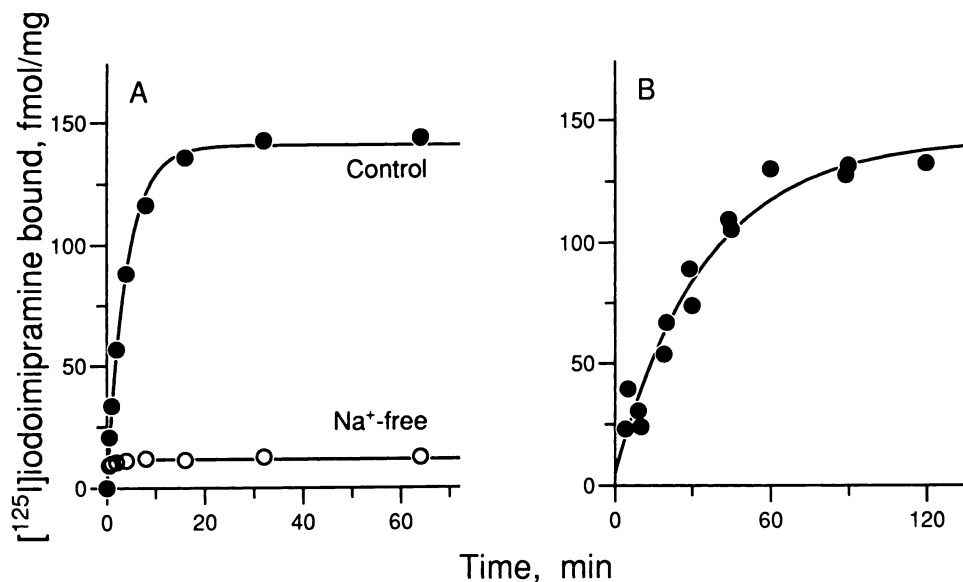 [¹²⁵I]iodoimipramine bound, fmol/mg
A
150
100
50
0
Control
Na⁺-free
0
20
40
60
B
150
100
50
0
0
60
120
Time, min